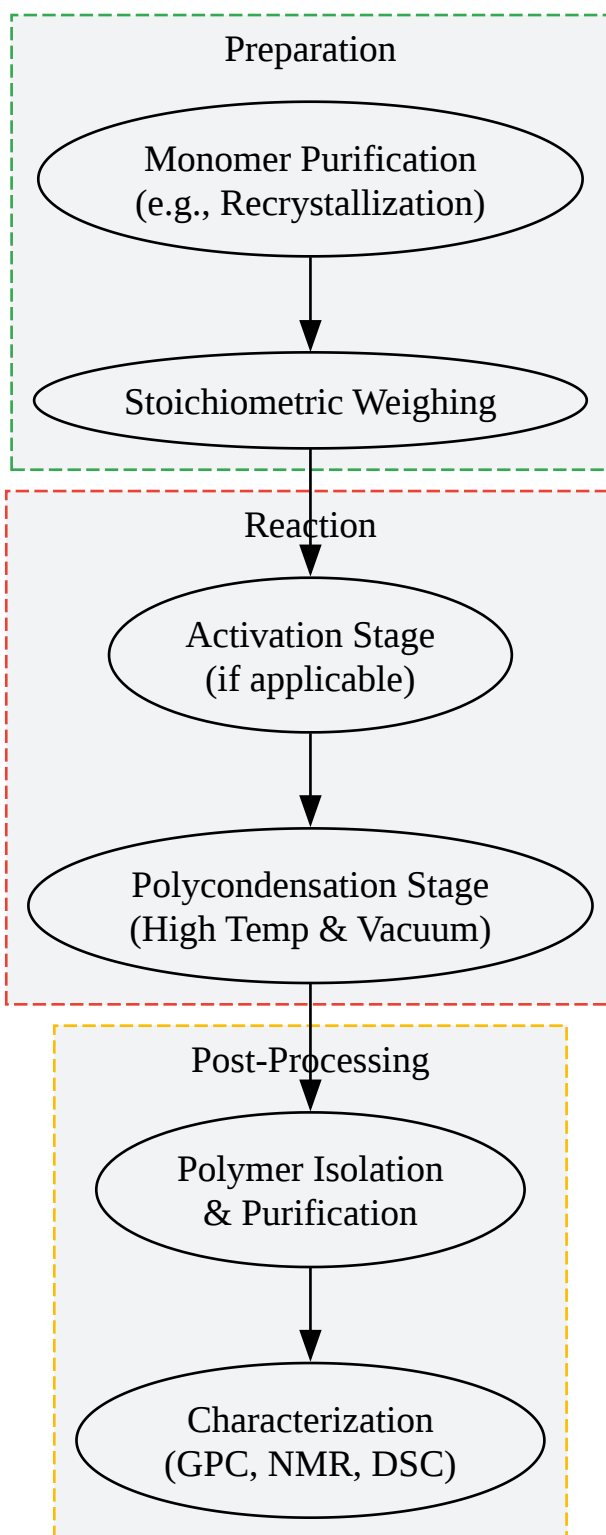 Preparation
Monomer Purification
(e.g., Recrystallization)
Stoichiometric Weighing
Reaction
Activation Stage
(if applicable)
Polycondensation Stage
(High Temp & Vacuum)
Post-Processing
Polymer Isolation
& Purification
Characterization
(GPC, NMR, DSC)